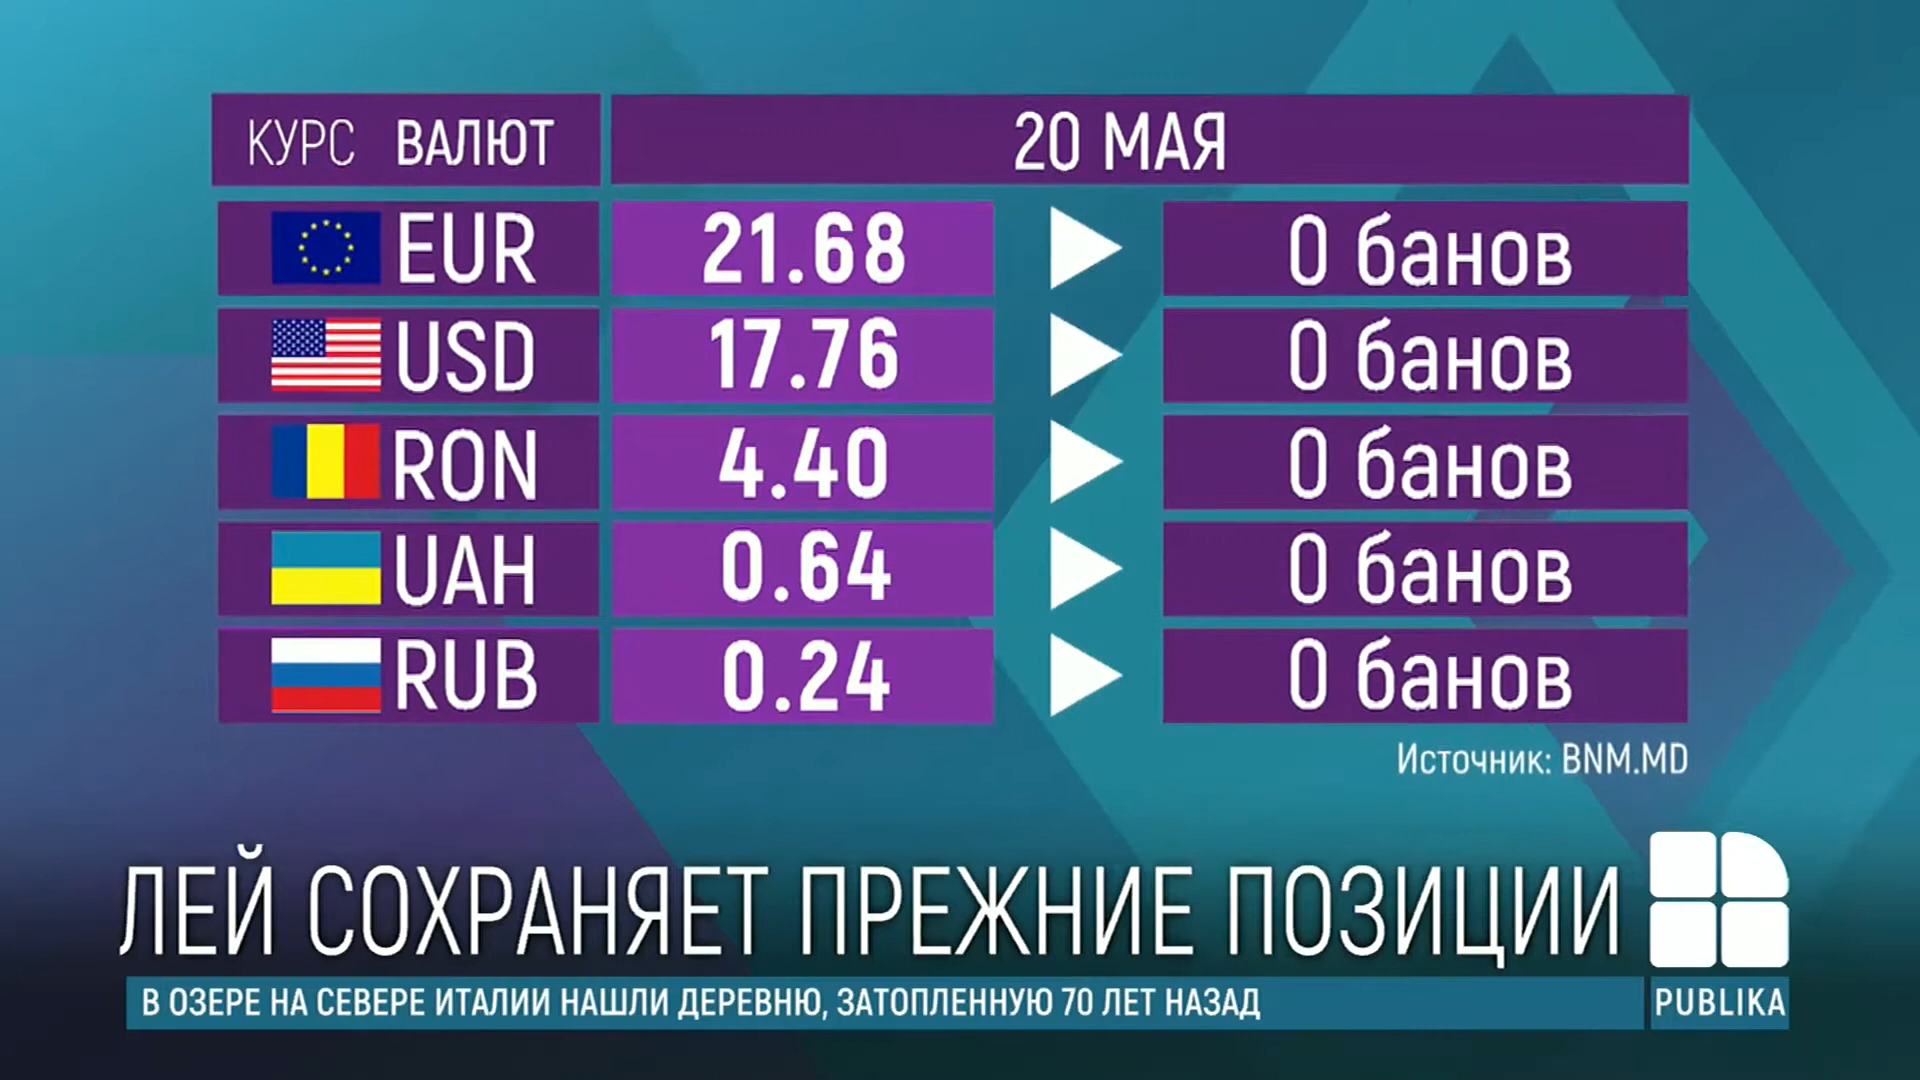 КУРС ВАЛЮТ 20 МАЯ
EUR 21.68 0 банов
USD 17.76 0 банов
RON 4.40 0 банов
UAH 0.64 0 банов
RUB 0.24 0 банов
Источник: BNM.MD
ЛЕЙ СОХРАНЯЕТ ПРЕЖНИЕ ПОЗИЦИИ
В ОЗЕРЕ НА СЕВЕРЕ ИТАЛИИ НАШЛИ ДЕРЕВНЮ, ЗАТОПЛЕННУЮ 70 ЛЕТ НАЗАД
PUBLIKA